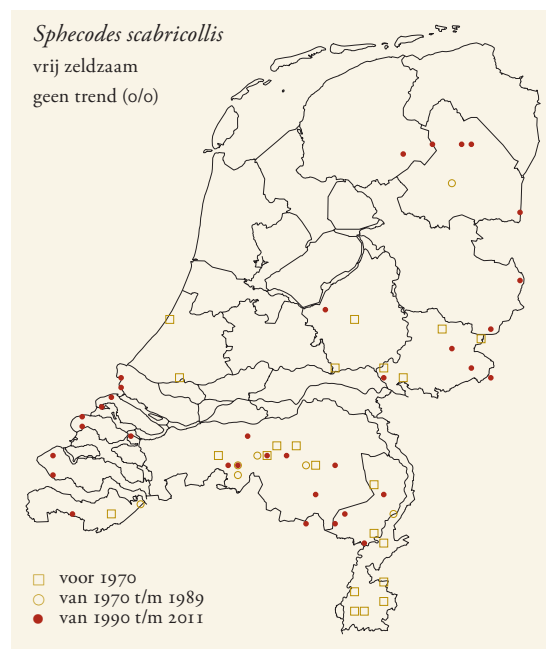 Sphecodes scabricollis
vrij zeldzaam
geen trend (0/0)
voor 1970
van 1970 t/m 1989
van 1990 t/m 2011